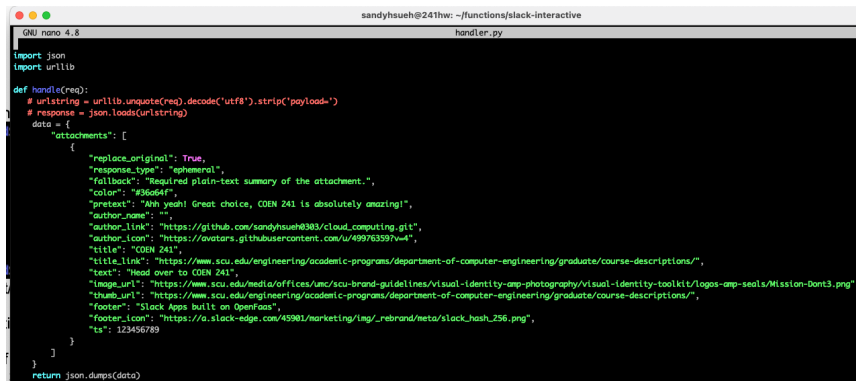 sandyhsueh@241hw: ~/functions/slack-interactive
GNU nano 4.8 handler.py
import json
import urllib
def handle(req):
# urlstring = urllib.unquote(req).decode('utf8').strip('payload=')
# response = json.loads(urlstring)
data = {
"attachments": [
{
"replace_original": True,
"response_type": "ephemeral",
"fallback": "Required plain-text summary of the attachment.",
"color": "#36a64f",
"pretext": "Ahh yeah! Great choice, COEN 241 is absolutely amazing!",
"author_name": "",
"author_link": "https://github.com/sandyhsueh0303/cloud_computing.git",
"author_icon": "https://avatars.githubusercontent.com/u/49976359?v=4",
"title": "COEN 241",
"title_link": "https://www.scu.edu/engineering/academic-programs/department-of-computer-engineering/graduate/course-descriptions/",
"text": "Head over to COEN 241",
"image_url": "https://www.scu.edu/media/offices/umc/scu-brand-guidelines/visual-identity-amp-photography/visual-identity-toolkit/logos-amp-seals/Mission-Dont3.png"
"thumb_url": "https://www.scu.edu/engineering/academic-programs/department-of-computer-engineering/graduate/course-descriptions/",
"footer": "Slack Apps built on OpenFaas",
"footer_icon": "https://a.slack-edge.com/45901/marketing/img/_rebrand/meta/slack_hash_256.png",
"ts": 123456789
}
]
}
return json.dumps(data)